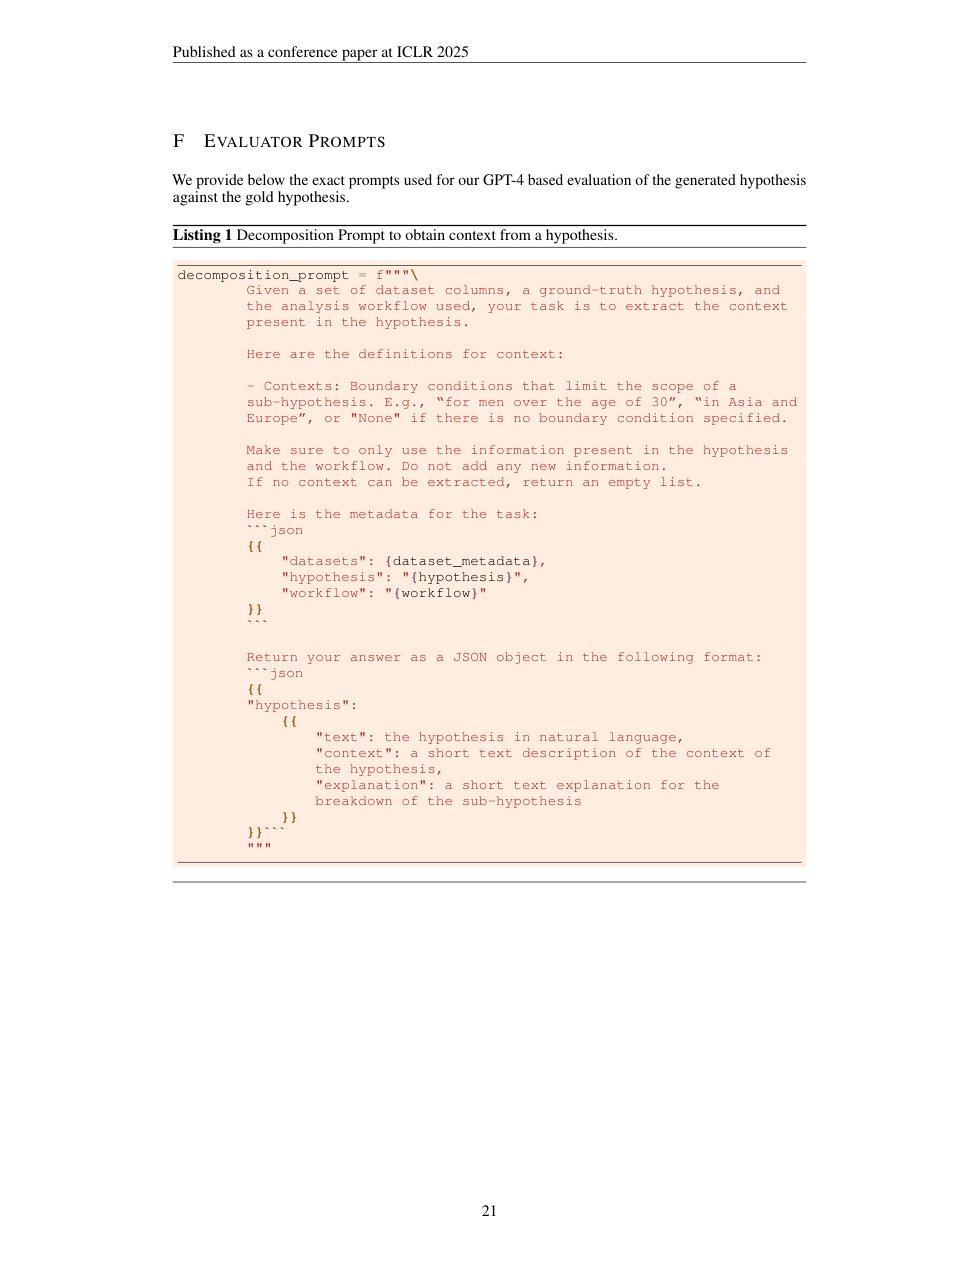 Published as a conference paper at ICLR 2025
F EVALUATOR PROMPTS
We provide below the exact prompts used for our GPT-4 based evaluation of the generated hypothesis
against the gold hypothesis.
Listing 1 Decomposition Prompt to obtain context from a hypothesis.
decomposition_prompt = f"""\
Given a set of dataset columns, a ground-truth hypothesis, and
the analysis workflow used, your task is to extract the context
present in the hypothesis.
Here are the definitions for context:
- Contexts: Boundary conditions that limit the scope of a
sub-hypothesis. E.g., “for men over the age of 30”, “in Asia and
Europe”, or "None" if there is no boundary condition specified.
Make sure to only use the information present in the hypothesis
and the workflow. Do not add any new information.
If no context can be extracted, return an empty list.
Here is the metadata for the task:
```json
{{
"datasets": {dataset_metadata},
"hypothesis": "{hypothesis}",
"workflow": "{workflow}"
}}
```
Return your answer as a JSON object in the following format:
```json
{{
"hypothesis":
{{
"text": the hypothesis in natural language,
"context": a short text description of the context of
the hypothesis,
"explanation": a short text explanation for the
breakdown of the sub-hypothesis
}}
}}```
"""
21